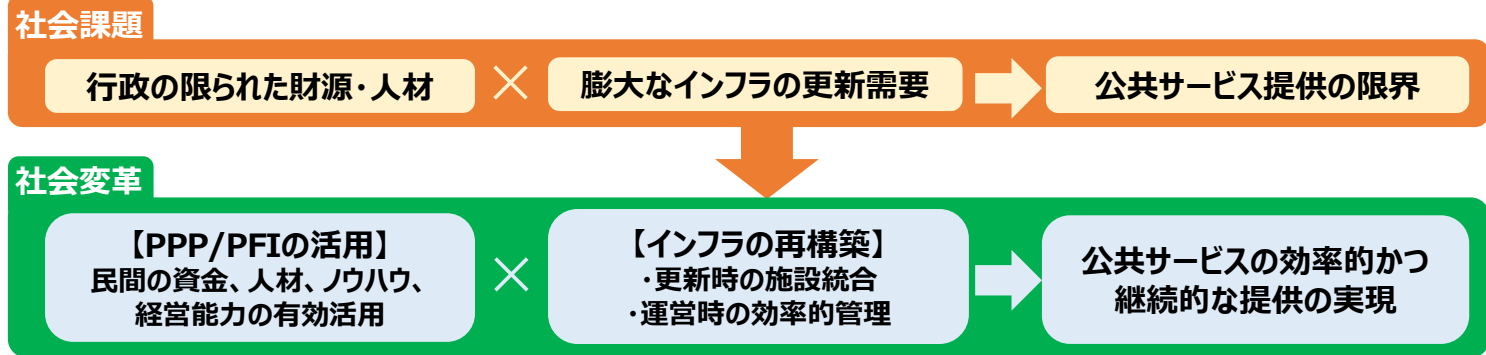 社会課題
行政の限られた財源・人材
×
膨大なインフラの更新需要
公共サービス提供の限界
社会変革
【PPP/PFIの活用】
民間の資金、人材、ノウハウ、
経営能力の有効活用
×
【インフラの再構築】
・更新時の施設統合
・運営時の効率的管理
公共サービスの効率的かつ
継続的な提供の実現